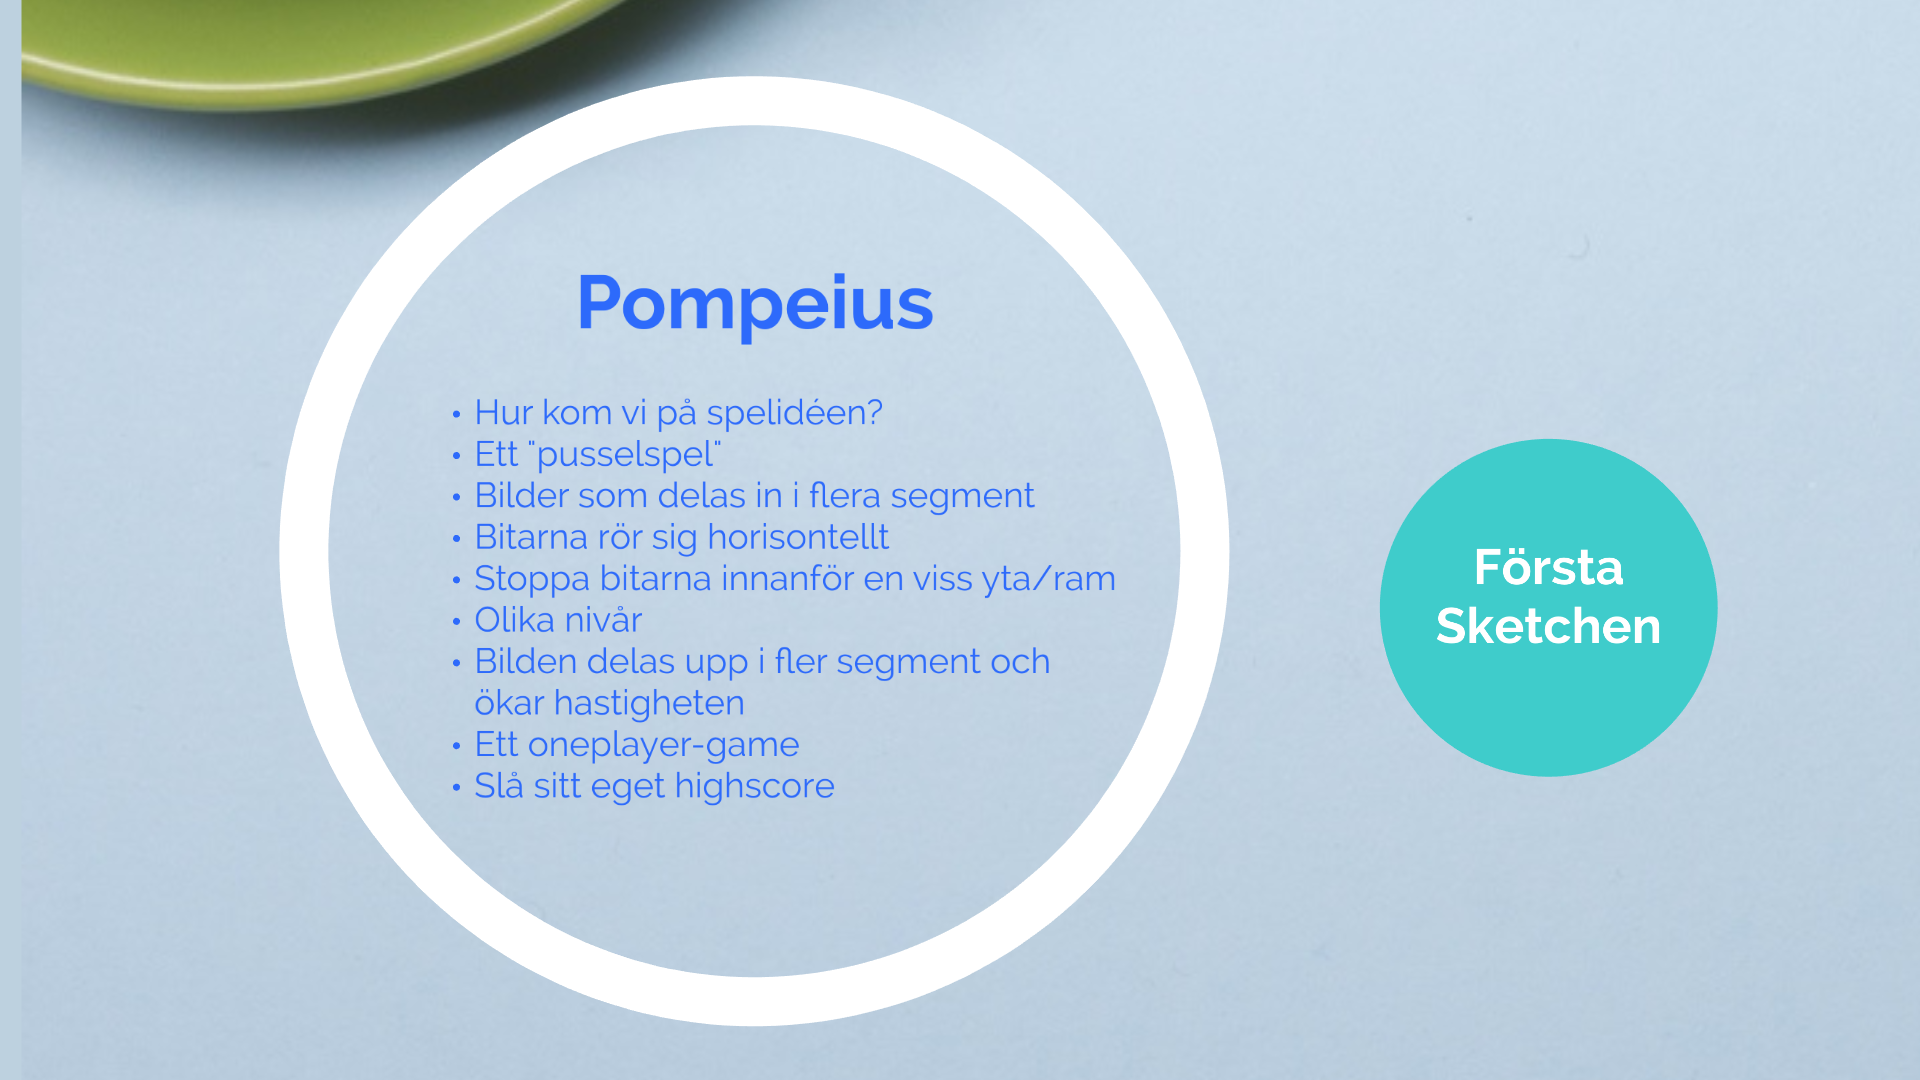 Pompeius
• Hur kom vi på spelidéen?
• Ett "pusselspel"
• Bilder som delas in i flera segment
• Bitarna rör sig horisontellt
• Stoppa bitarna innanför en viss yta/ram
• Olika nivår
• Bilden delas upp i fler segment och
ökar hastigheten
• Ett oneplayer-game
• Slå sitt eget highscore
Första
Sketchen